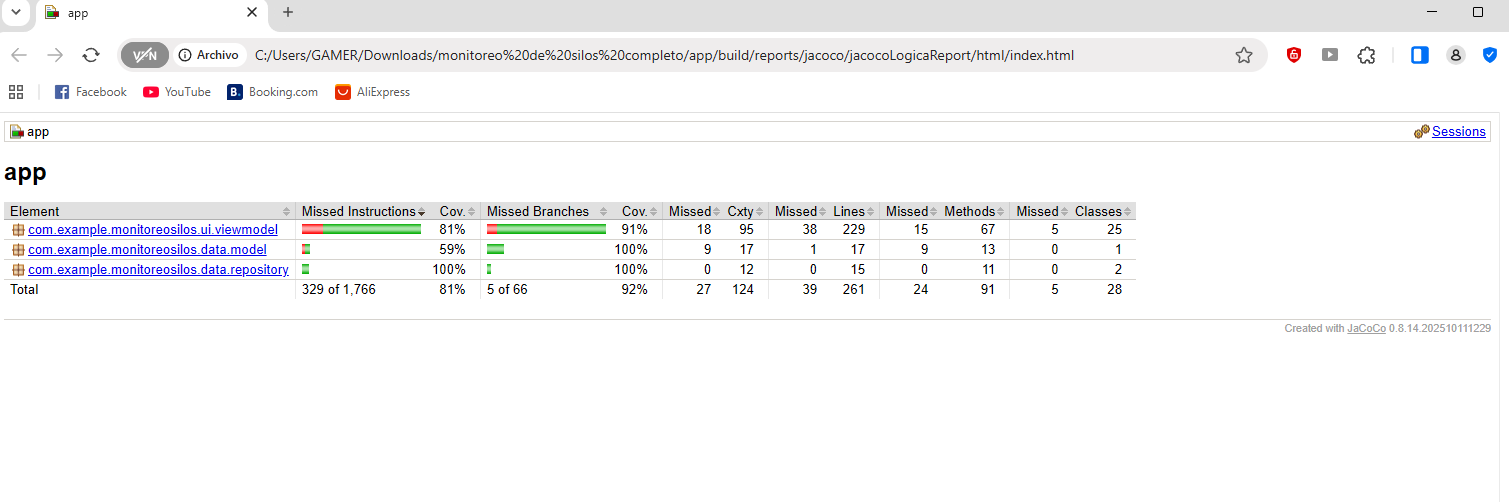 app
VPN Archivo C:/Users/GAMER/Downloads/monitoreo%20de%20silos%20completo/app/build/reports/jacoco/jacocoLogicaReport/html/index.html
Facebook YouTube B. Booking.com AliExpress
app Sessions
app
Element Missed Instructions Cov. Missed Branches Cov. Missed Cxty Missed Lines Missed Methods Missed Classes
com.example.monitoreosilos.ui.viewmodel 81% 91% 18 95 38 229 15 67 5 25
com.example.monitoreosilos.data.model 59% 100% 9 17 1 17 9 13 0 1
com.example.monitoreosilos.data.repository 100% 100% 0 12 0 15 0 11 0 2
Total 329 of 1,766 81% 5 of 66 92% 27 124 39 261 24 91 5 28
Created with JaCoCo 0.8.14.202510111229